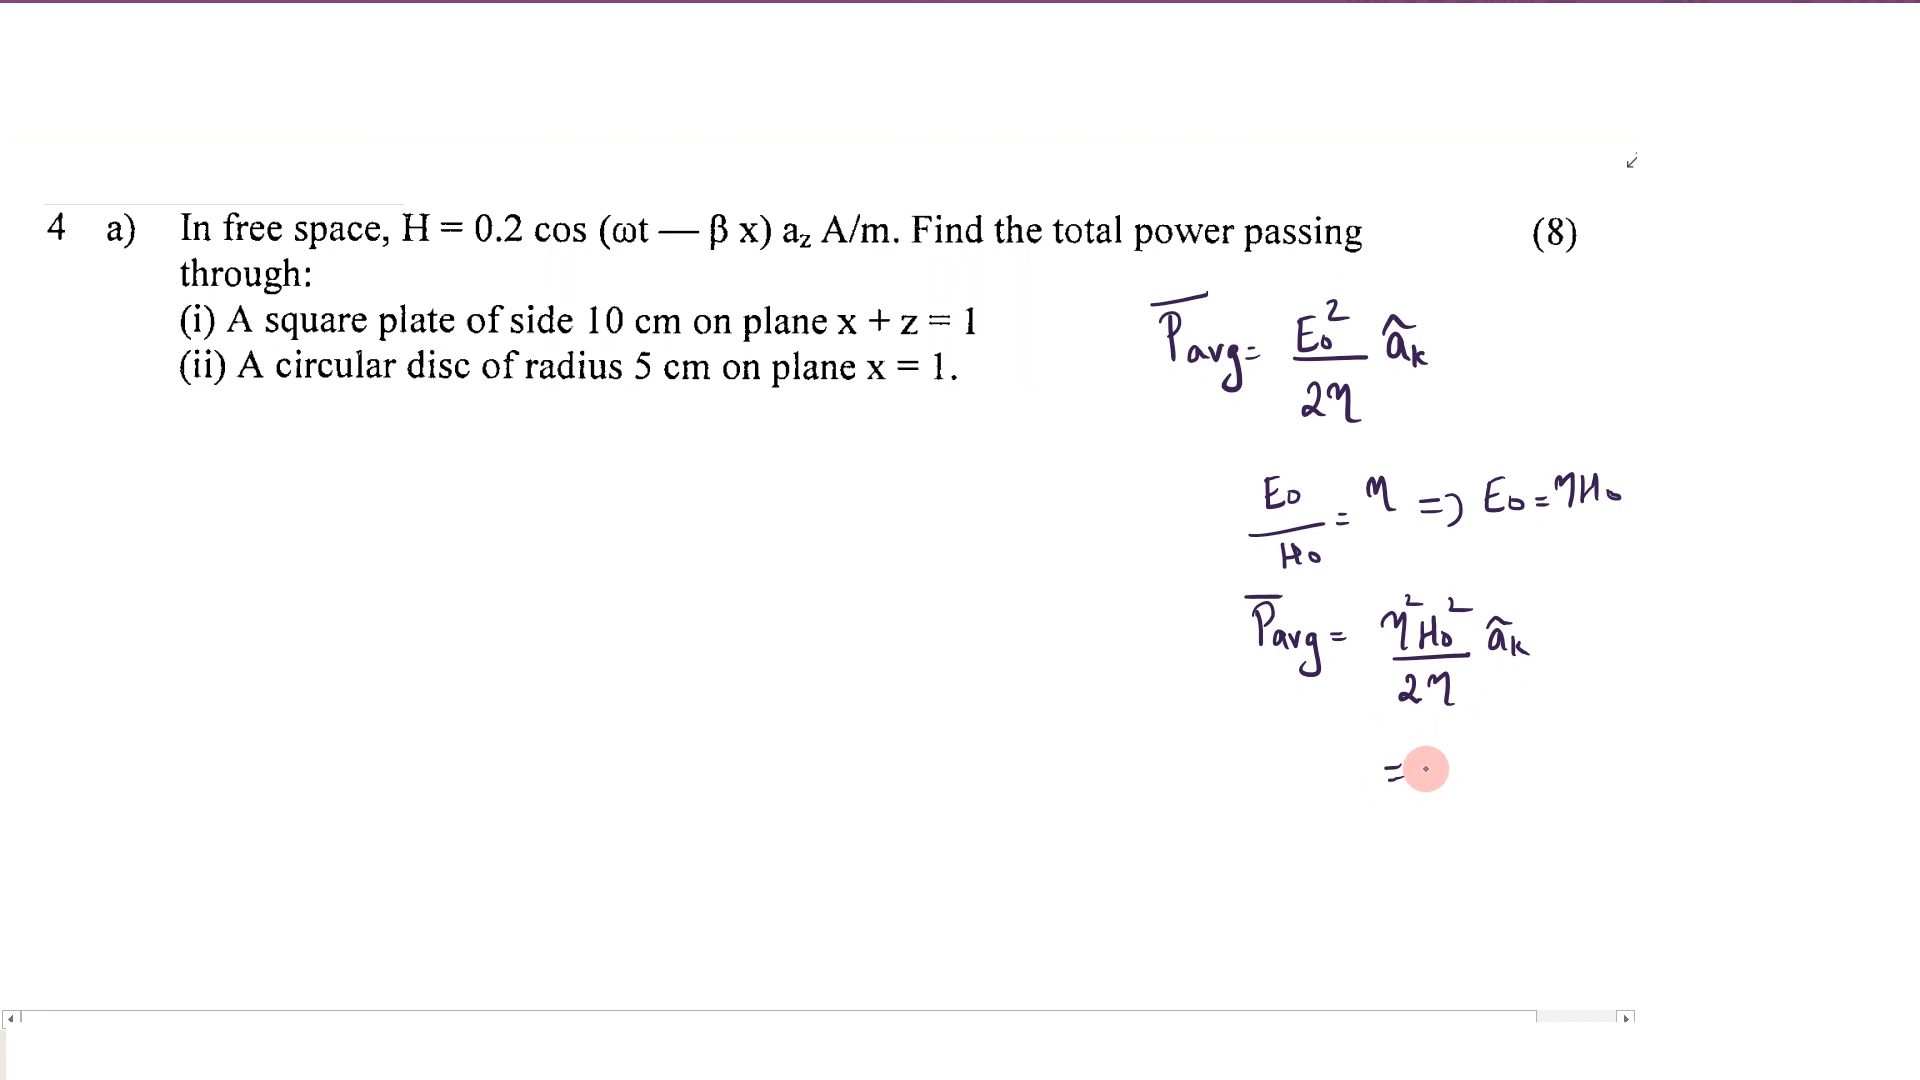 4 a) In free space, H = 0.2 cos (ωt — β x) a_z A/m. Find the total power passing (8)
through:
(i) A square plate of side 10 cm on plane x + z = 1
(ii) A circular disc of radius 5 cm on plane x = 1.
P̅avg = E₀² / 2η âₖ
E₀ / H₀ = η => E₀ = ηH₀
P̅avg = η²H₀² / 2η âₖ
=